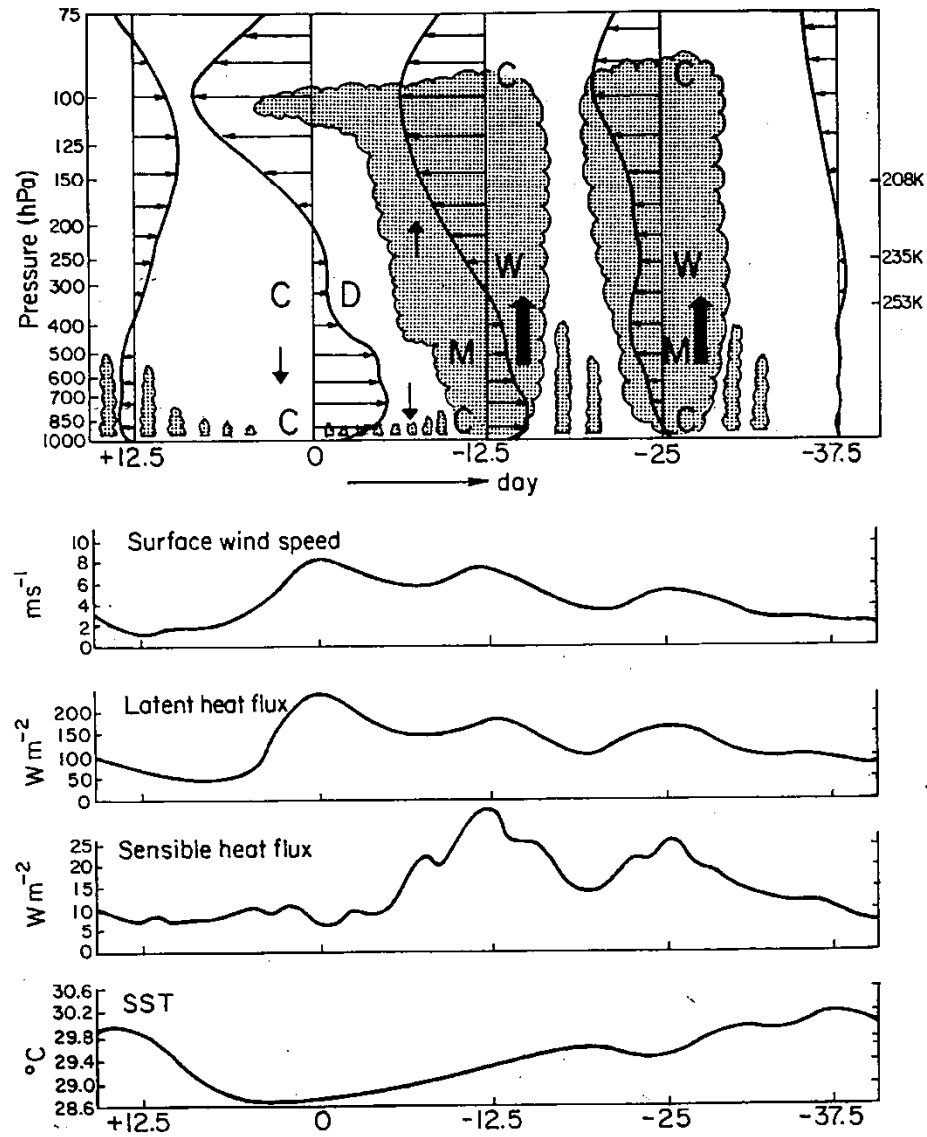 75
100
125
150
200
250
300
400
500
600
700
850
1000
Pressure (hPa)
C C
208K
235K
253K
W W
C D
M M
C C C
+12.5 0 -12.5 -25 -37.5
day
Surface wind speed
10
8
6
4
2
0
ms⁻¹
Latent heat flux
200
150
100
50
0
Wm⁻²
Sensible heat flux
25
20
15
10
5
0
Wm⁻²
SST
30.6
30.2
29.8
29.4
29.0
28.6
°C
+12.5 0 -12.5 -25 -37.5